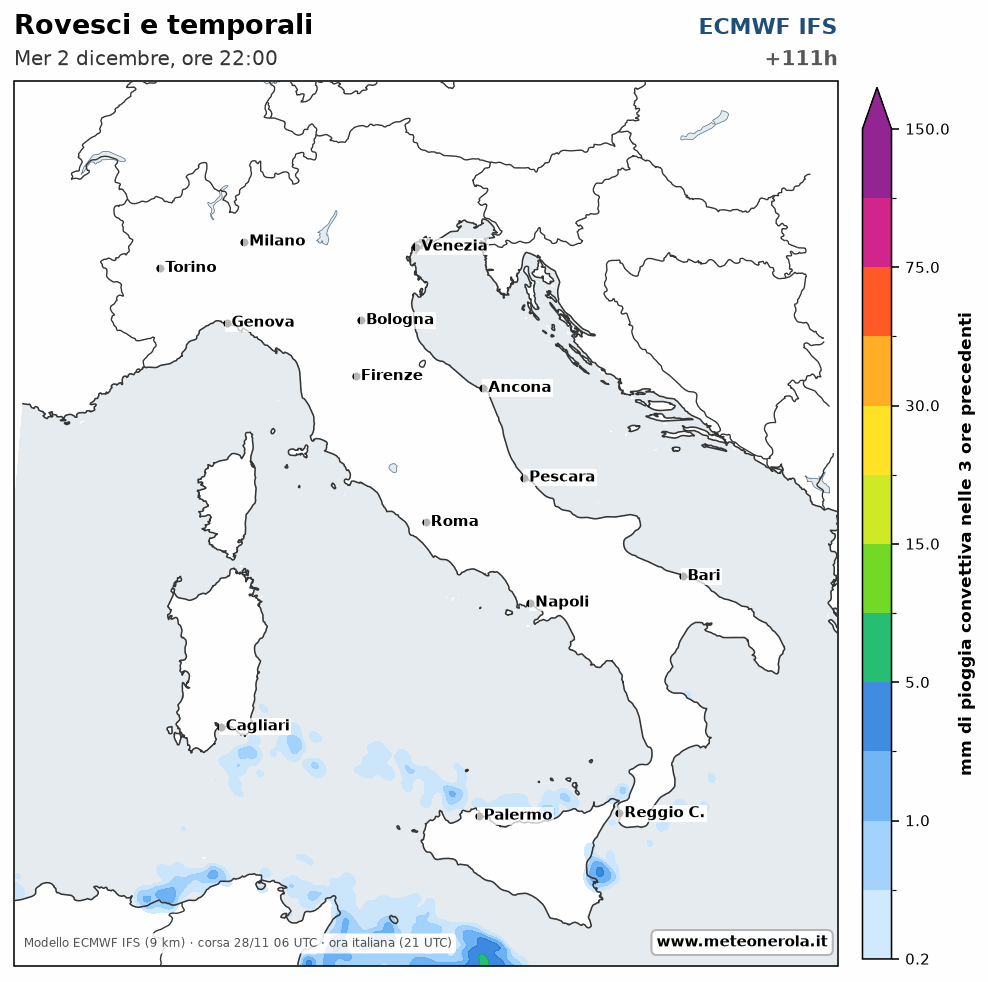 Rovesci e temporali
ECMWF IFS
Mer 2 dicembre, ore 22:00
+111h
150.0
75.0
30.0
15.0
5.0
1.0
0.2
mm di pioggia convettiva nelle 3 ore precedenti
Milano
Venezia
Torino
Genova
Bologna
Firenze
Ancona
Pescara
Roma
Bari
Napoli
Cagliari
Palermo
Reggio C.
Modello ECMWF IFS (9 km) · corsa 28/11 06 UTC · ora italiana (21 UTC)
www.meteonerola.it